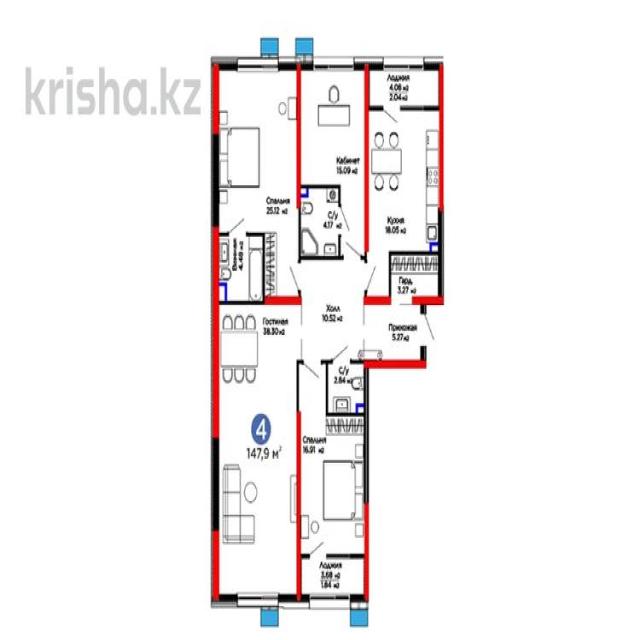 krisha.kz
Лоджия
4.08 м2
2.04 м2
Кабинет
15.09 м2
Спальня
25.12 м2
С/у
4.17 м2
Кухня
18.05 м2
Ванная
4.49 м2
Гард.
3.27 м2
Холл
10.52 м2
Гостиная
38.30 м2
Прихожая
5.27 м2
С/у
2.84 м2
4
147,9 м²
Спальня
16.91 м2
Лоджия
3.68 м2
1.84 м2